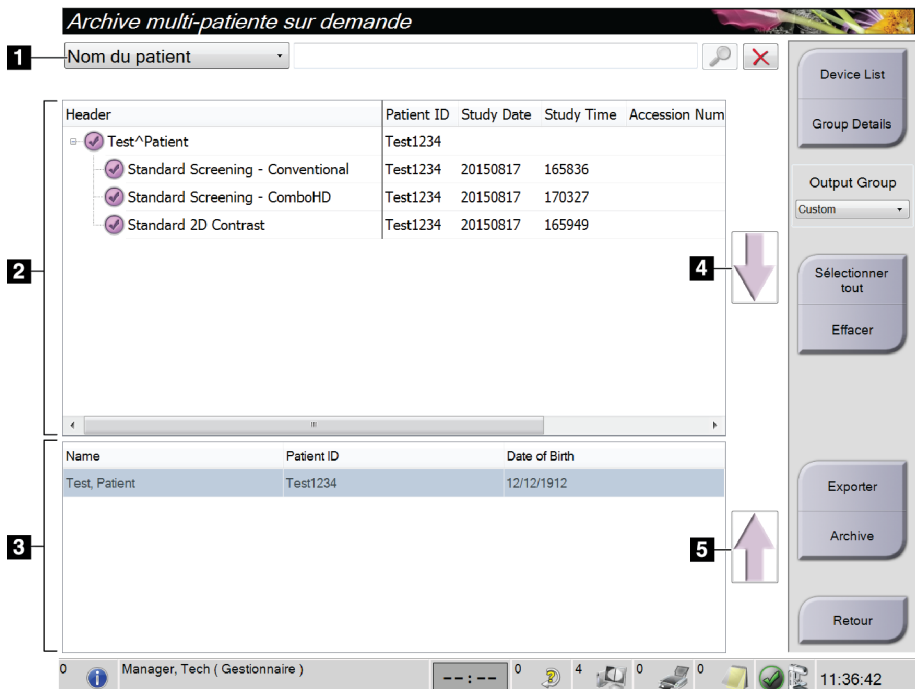 Archive multi-patiente sur demande
1
Nom du patient
Device List
Group Details
Output Group
Custom
Sélectionner tout
Effacer
Exporter
Archive
Retour
2
Header Patient ID Study Date Study Time Accession Num
Test^Patient Test1234
Standard Screening - Conventional Test1234 20150817 165836
Standard Screening - ComboHD Test1234 20150817 170327
Standard 2D Contrast Test1234 20150817 165949
4
3
Name Patient ID Date of Birth
Test, Patient Test1234 12/12/1912
5
0 Manager, Tech ( Gestionnaire ) --:-- 0 4 0 0 11:36:42